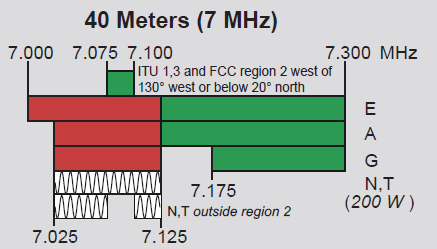 40 Meters (7 MHz)
7.000 7.075 7.100 7.300 MHz
ITU 1,3 and FCC region 2 west of
130° west or below 20° north
E
A
G
N,T
(200 W)
7.175
N,T outside region 2
7.025 7.125